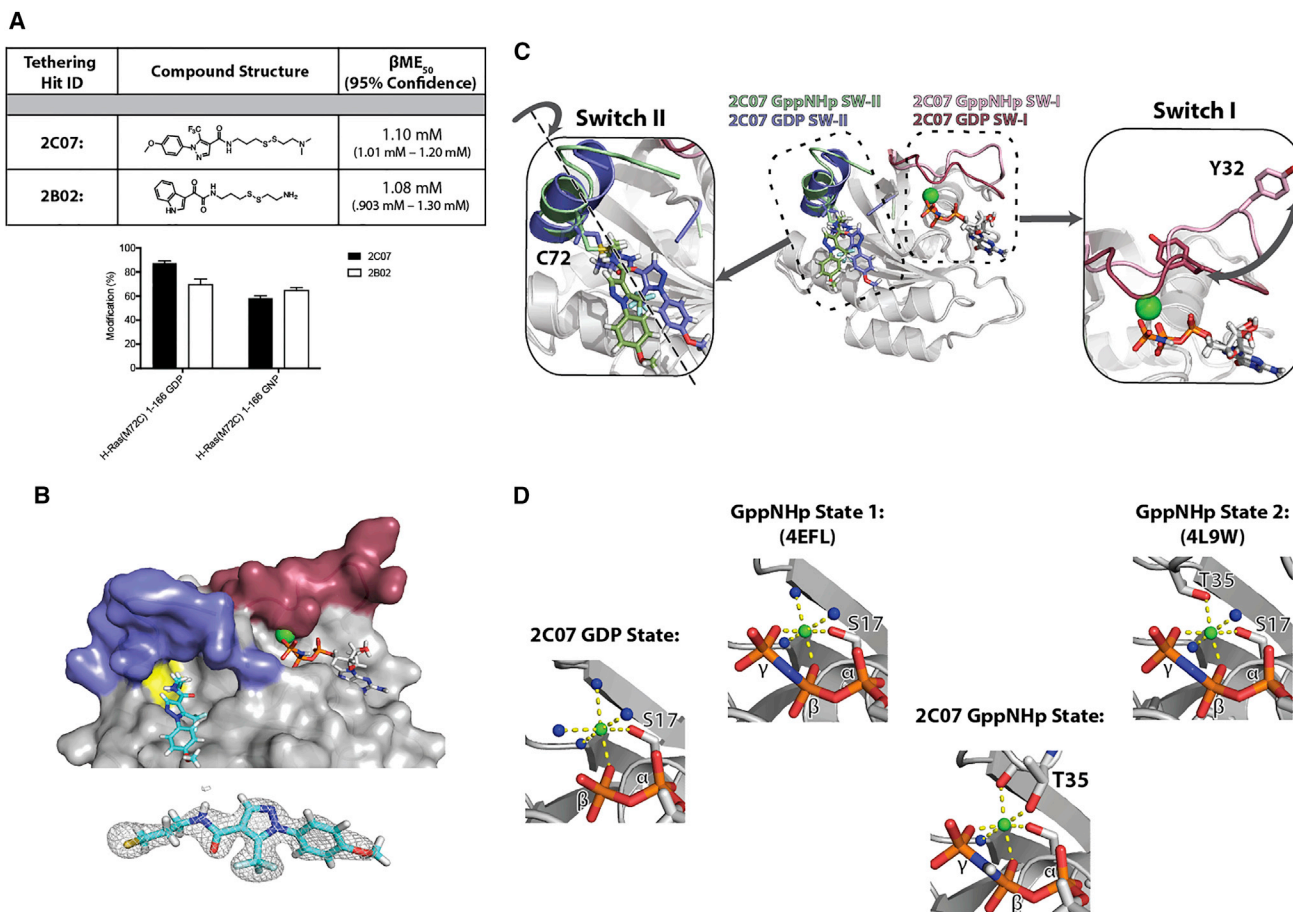 A
Tethering Hit ID
Compound Structure
βME50
(95% Confidence)
2C07:
F3C
O
N
N
O
N
H
S
S
N
1.10 mM
(1.01 mM – 1.20 mM)
2B02:
O
H
N
O
HN
S
S
NH2
1.08 mM
(.903 mM – 1.30 mM)
Modification (%)
100
80
60
40
20
0
2C07
2B02
H-Ras(M72C) 1-166 GDP
H-Ras(M72C) 1-166 GNP
B
C
Switch II
C72
2C07 GppNHp SW-II
2C07 GDP SW-II
2C07 GppNHp SW-I
2C07 GDP SW-I
Switch I
Y32
D
2C07 GDP State:
S17
α
β
GppNHp State 1:
(4EFL)
S17
γ
α
β
2C07 GppNHp State:
T35
γ
α
β
GppNHp State 2:
(4L9W)
T35
S17
γ
α
β